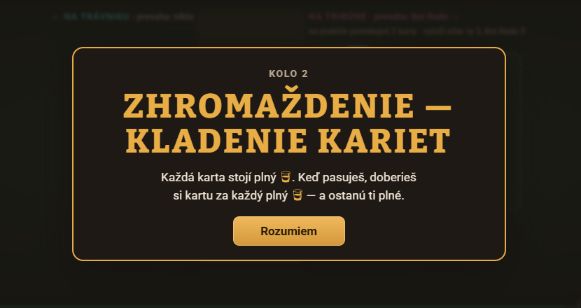 KOLO 2
ZHROMAŽDENIE —
KLADENIE KARIET
Každá karta stojí plný 🥃. Keď pasuješ, doberieš
si kartu za každý plný 🥃 — a ostanú ti plné.
Rozumiem